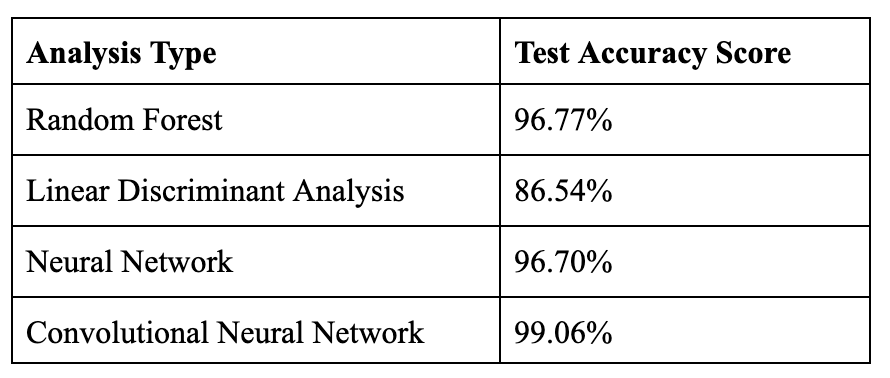 Analysis Type Test Accuracy Score
Random Forest 96.77%
Linear Discriminant Analysis 86.54%
Neural Network 96.70%
Convolutional Neural Network 99.06%